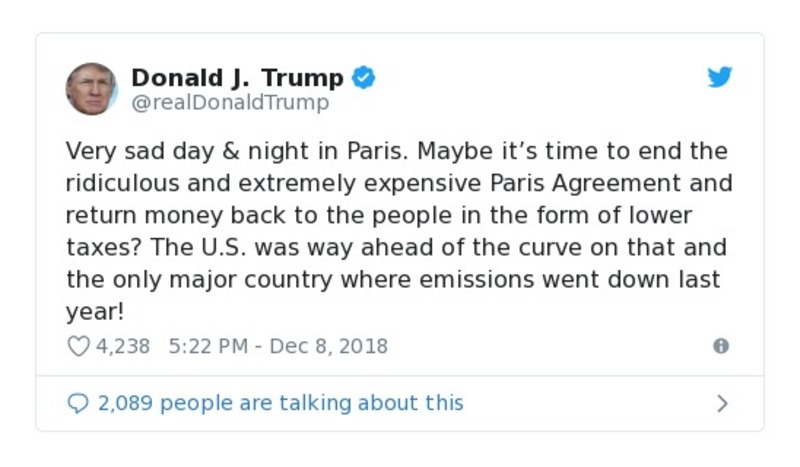 Donald J. Trump
@realDonaldTrump
Very sad day & night in Paris. Maybe it’s time to end the
ridiculous and extremely expensive Paris Agreement and
return money back to the people in the form of lower
taxes? The U.S. was way ahead of the curve on that and
the only major country where emissions went down last
year!
4,238 5:22 PM - Dec 8, 2018
2,089 people are talking about this